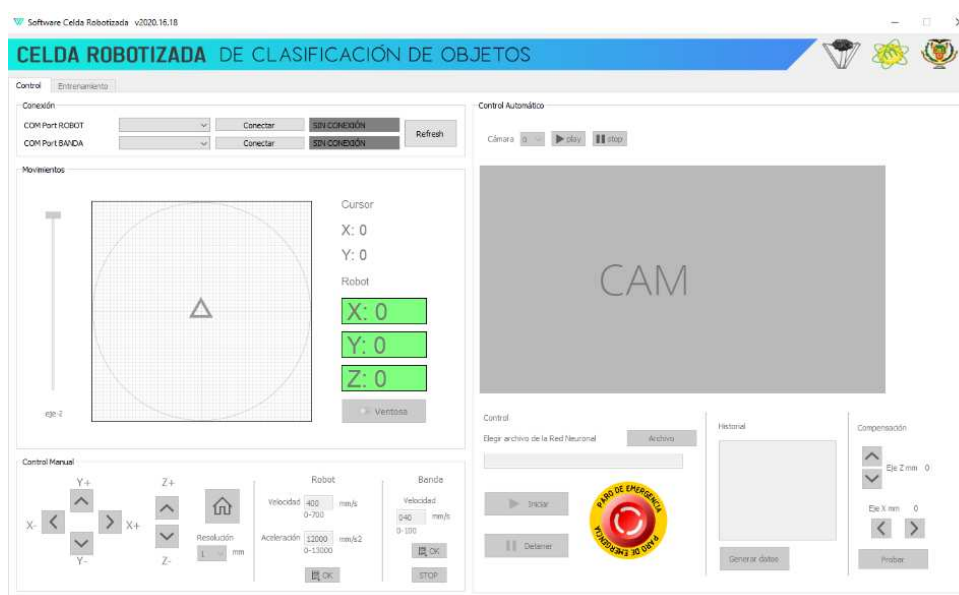 Software Celda Robotizada v2020.16.18
CELDA ROBOTIZADA DE CLASIFICACIÓN DE OBJETOS
Control Entrenamiento
Conexión
COM Port ROBOT Conectar SIN CONEXIÓN
COM Port BANDA Conectar SIN CONEXIÓN
Refresh
Movimientos
eje -Z
Cursor
X: 0
Y: 0
Robot
X: 0
Y: 0
Z: 0
Ventosa
Control Manual
Y+
X- X+
Y-
Z+
Z-
Resolución
1 mm
Robot
Velocidad 400 mm/s
0-700
Aceleración 12000 mm/s2
0-13000
OK
Banda
Velocidad
040 mm/s
0-100
OK
STOP
Control Automático
Cámara 0 play stop
CAM
Control
Elegir archivo de la Red Neuronal Archivo
Iniciar
Detener
PARO DE EMERGENCIA
PARO DE EMERGENCIA
Historial
Generar datos
Compensación
Eje Z mm 0
Eje X mm 0
Probar